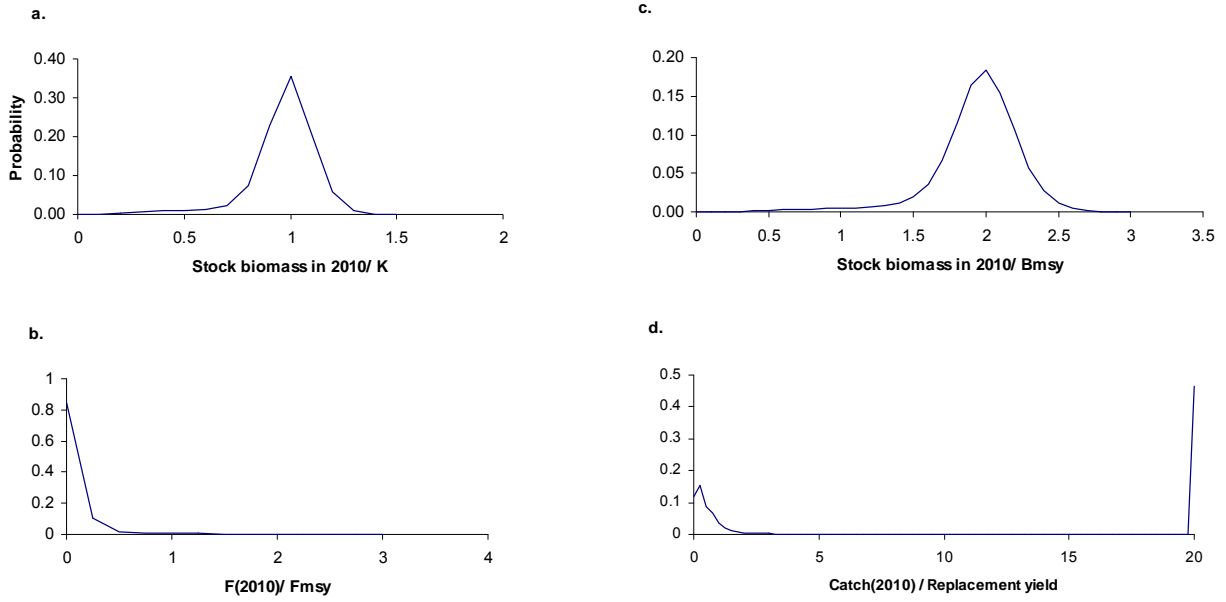 a.
0.40
0.30
0.20
0.10
0.00
Probability
0 0.5 1 1.5 2
Stock biomass in 2010/ K
c.
0.20
0.15
0.10
0.05
0.00
0 0.5 1 1.5 2 2.5 3 3.5
Stock biomass in 2010/ Bmsy
b.
1
0.8
0.6
0.4
0.2
0
0 1 2 3 4
F(2010)/ Fmsy
d.
0.5
0.4
0.3
0.2
0.1
0
0 5 10 15 20
Catch(2010) / Replacement yield